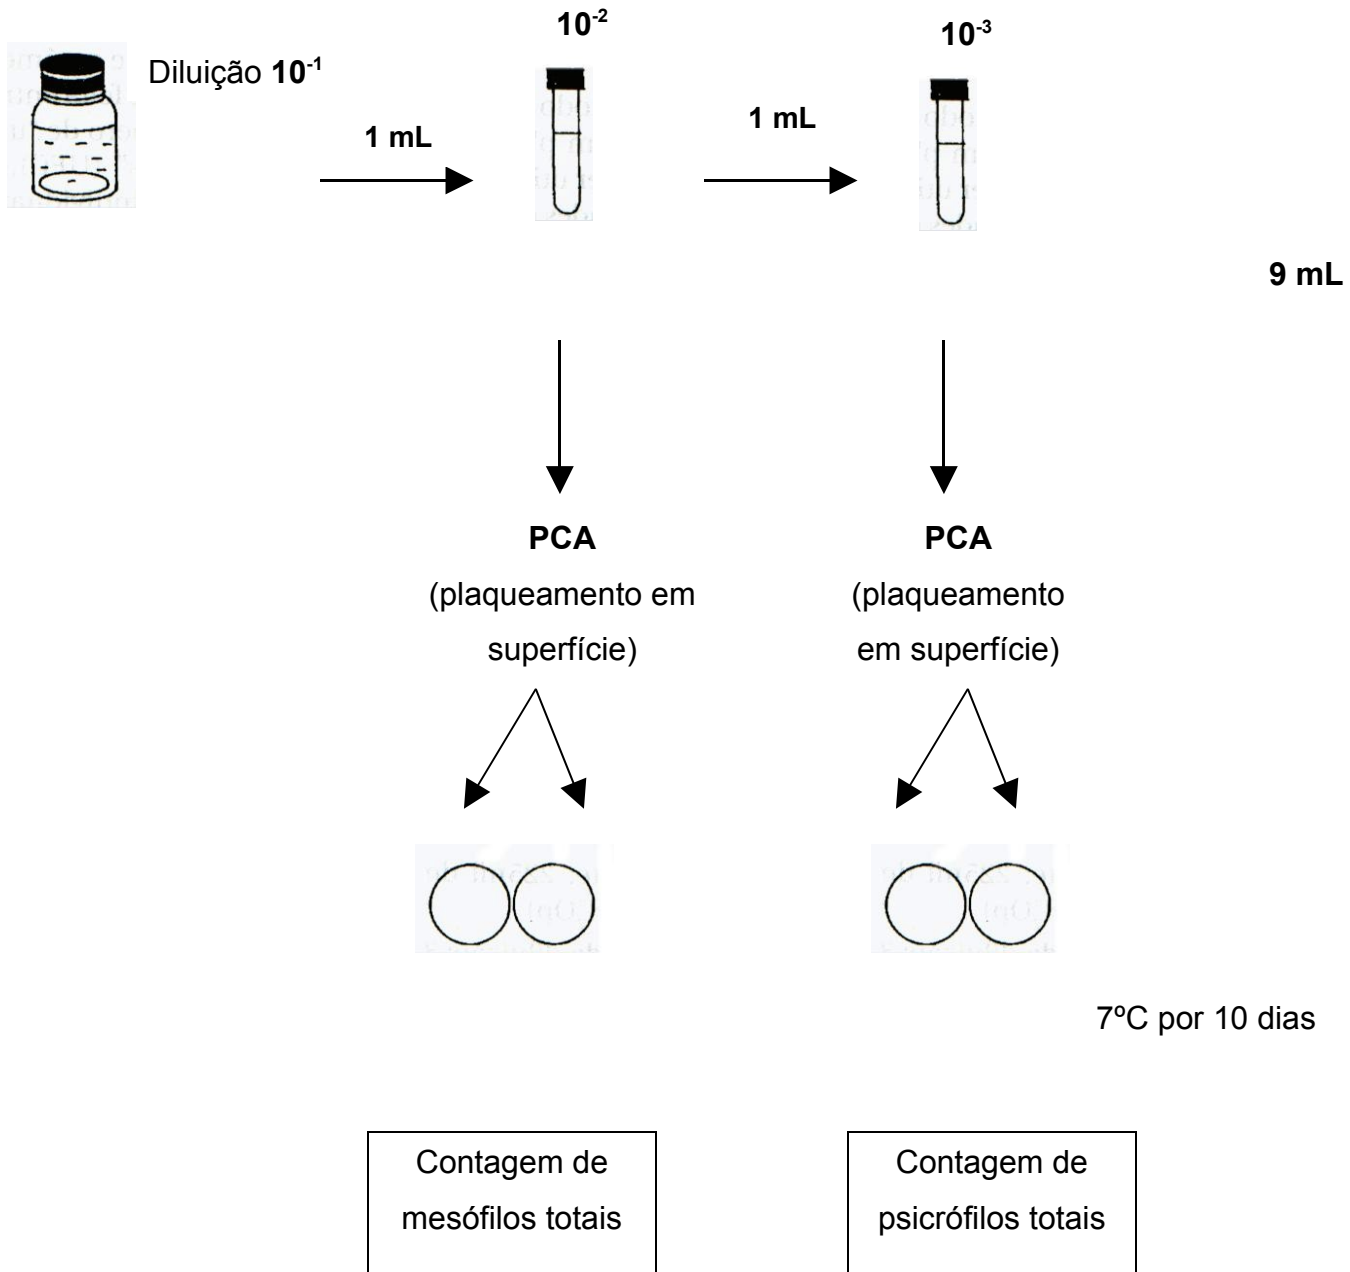 10⁻²
10⁻³
Diluição 10⁻¹
1 mL
1 mL
9 mL
PCA
(plaqueamento em
superfície)
PCA
(plaqueamento
em superfície)
7ºC por 10 dias
Contagem de
mesófilos totais
Contagem de
psicrófilos totais